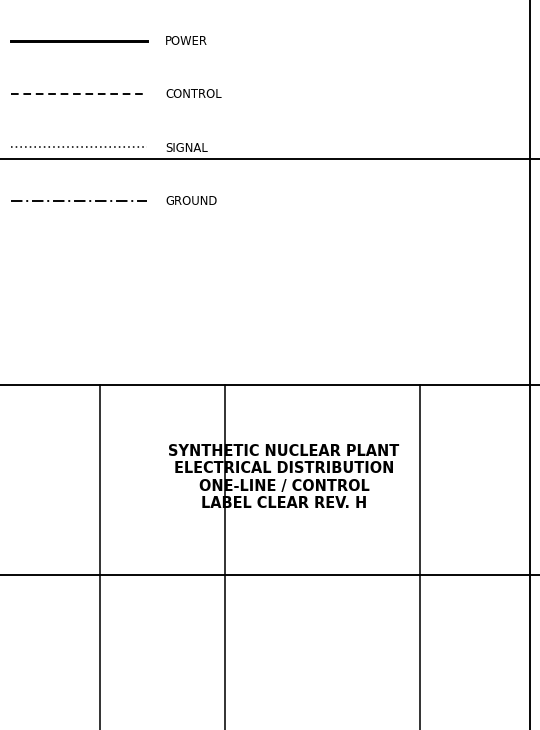 POWER
CONTROL
SIGNAL
GROUND
SYNTHETIC NUCLEAR PLANT
ELECTRICAL DISTRIBUTION
ONE-LINE / CONTROL
LABEL CLEAR REV. H